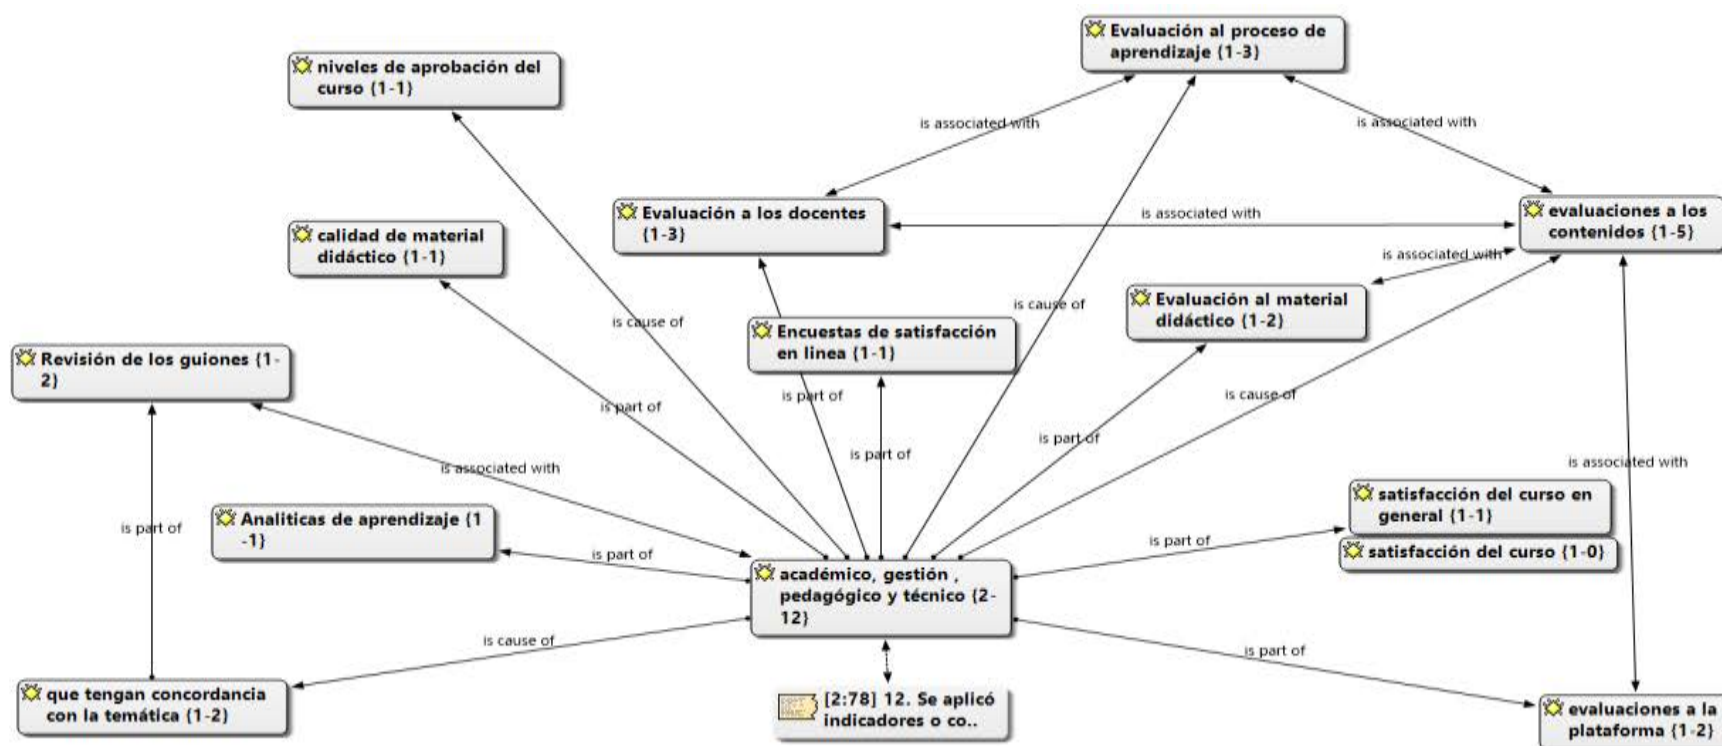 Evaluación al proceso de
aprendizaje {1-3}
niveles de aprobación del
curso {1-1}
is associated with
is associated with
Evaluación a los docentes
{1-3}
is associated with
evaluaciones a los
contenidos {1-5}
calidad de material
didáctico {1-1}
is associated with
Evaluación al material
didáctico {1-2}
is cause of
is cause of
Encuestas de satisfacción
en linea {1-1}
Revisión de los guiones {1-
2}
is part of
is part of
is cause of
is part of
is part of
is associated with
is associated with
satisfacción del curso en
general {1-1}
Analiticas de aprendizaje {1
-1}
is part of
is part of
is part of
satisfacción del curso {1-0}
académico, gestión ,
pedagógico y técnico {2-
12}
is cause of
is part of
que tengan concordancia
con la temática {1-2}
[2:78] 12. Se aplicó
indicadores o co..
evaluaciones a la
plataforma {1-2}